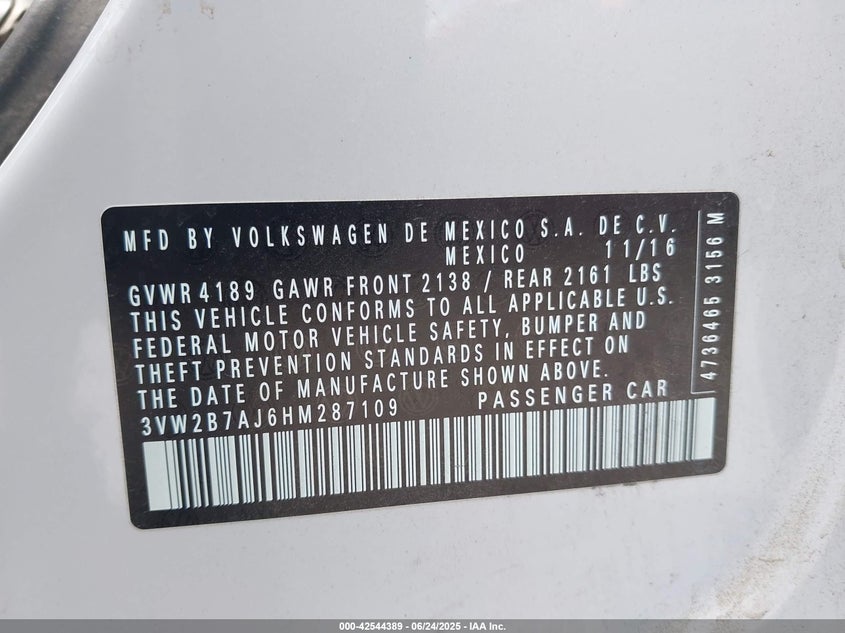 MFD BY VOLKSWAGEN DE MEXICO S.A. DE C.V.
MEXICO 11/16
GVWR 4189 GAWR FRONT 2138 / REAR 2161 LBS
THIS VEHICLE CONFORMS TO ALL APPLICABLE U.S.
FEDERAL MOTOR VEHICLE SAFETY, BUMPER AND
THEFT PREVENTION STANDARDS IN EFFECT ON
THE DATE OF MANUFACTURE SHOWN ABOVE.
3VW2B7AJ6HM287109 PASSENGER CAR
4736465 3156 M
000-42544389 - 06/24/2025 - IAA Inc.